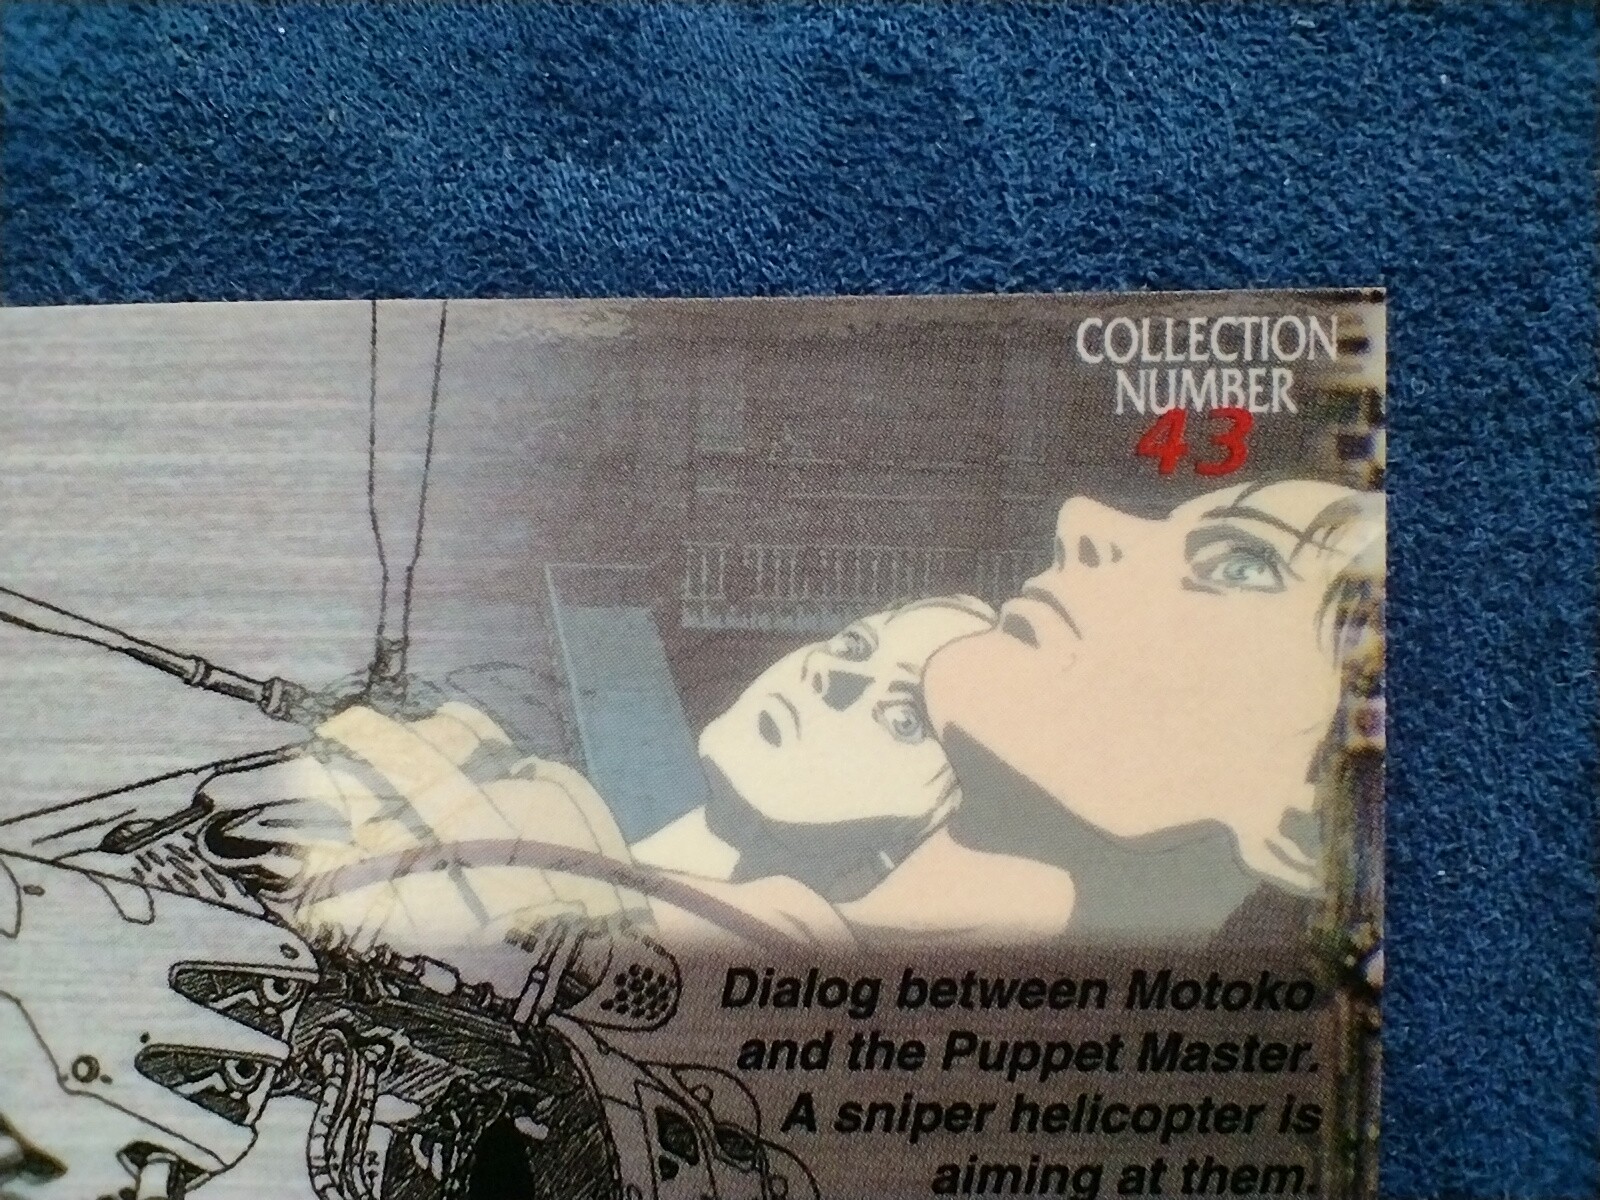 COLLECTION
NUMBER
43
Dialog between Motoko
and the Puppet Master.
A sniper helicopter is
aiming at them.